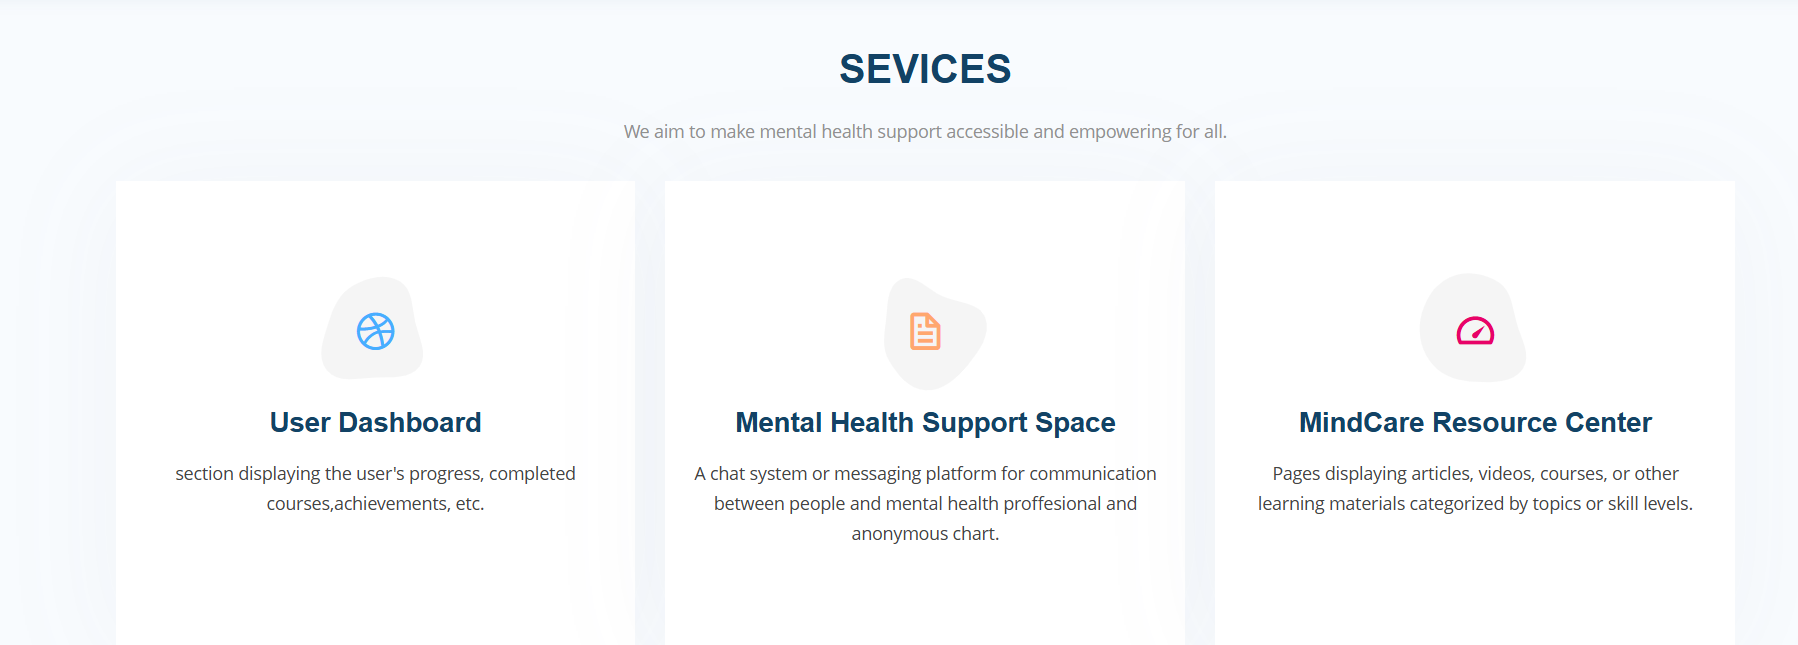 SEVICES
We aim to make mental health support accessible and empowering for all.
User Dashboard
section displaying the user's progress, completed
courses,achievements, etc.
Mental Health Support Space
A chat system or messaging platform for communication
between people and mental health proffesional and
anonymous chart.
MindCare Resource Center
Pages displaying articles, videos, courses, or other
learning materials categorized by topics or skill levels.